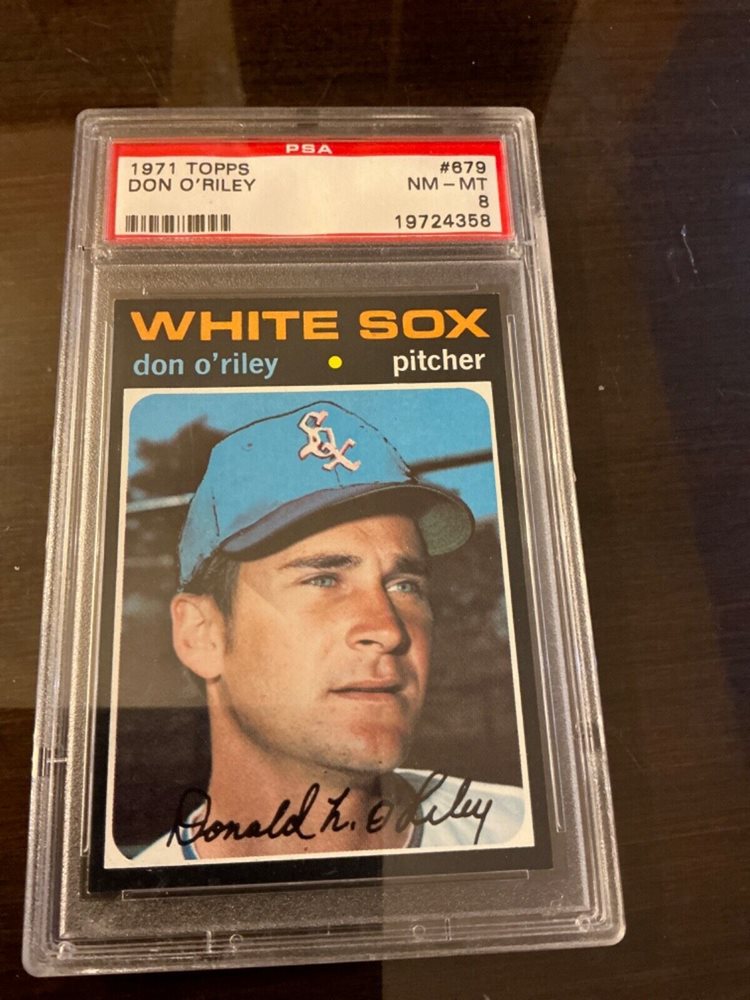 PSA
1971 TOPPS #679
DON O'RILEY NM-MT
8
19724358
WHITE SOX
don o'riley pitcher
SOX
Donald L. O'Riley